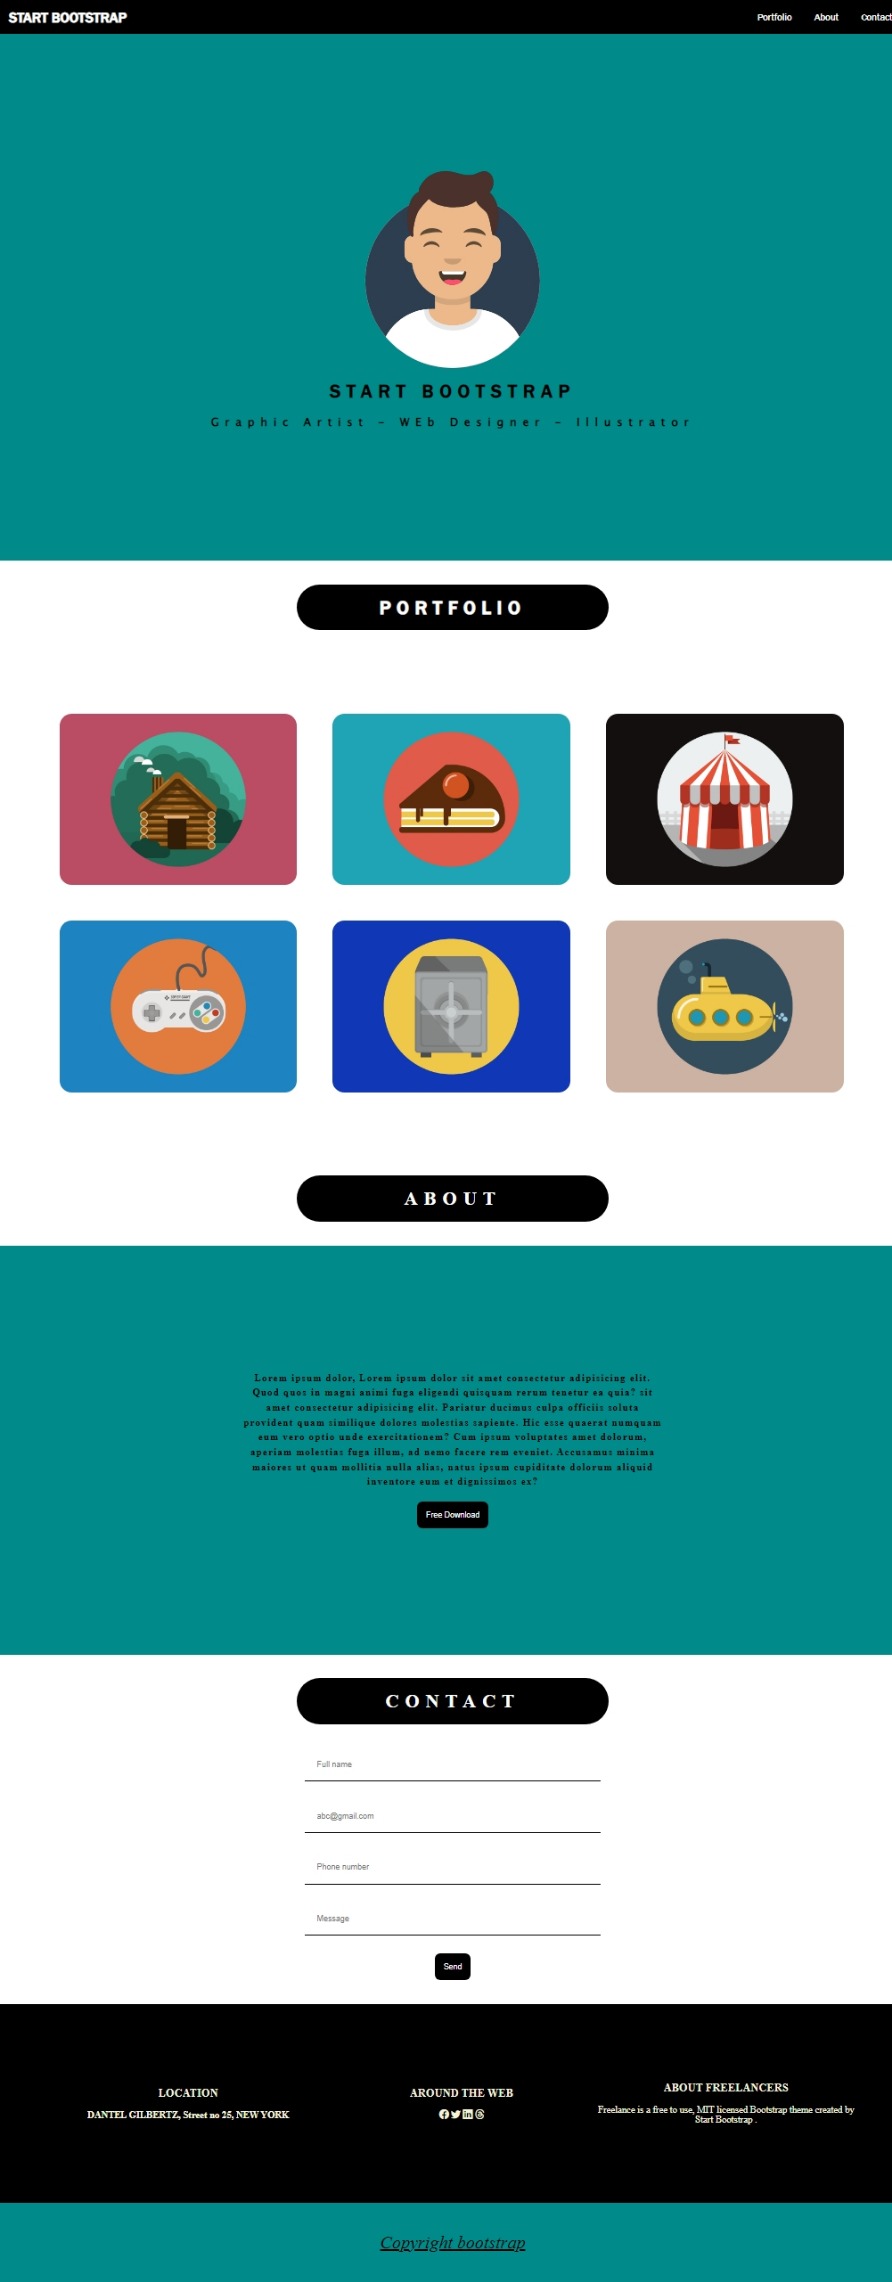 START BOOTSTRAP
Portfolio About Contact
START BOOTSTRAP
Graphic Artist - WEb Designer - Illustrator
PORTFOLIO
ABOUT
Lorem ipsum dolor, Lorem ipsum dolor sit amet consectetur adipisicing elit.
Quod quos in magni animi fuga eligendi quisquam rerum tenetur ea quia? sit
amet consectetur adipisicing elit. Pariatur ducimus culpa officiis soluta
provident quam similique dolores molestias sapiente. Hic esse quaerat numquam
eum vero optio unde exercitationem? Cum ipsum voluptates amet dolorum,
aperiam molestias fuga illum, ad nemo facere rem eveniet. Accusamus minima
maiores ut quam mollitia nulla alias, natus ipsum cupiditate dolorum aliquid
inventore eum et dignissimos ex?
Free Download
CONTACT
Full name
abc@gmail.com
Phone number
Message
Send
LOCATION
DANTEL GILBERTZ, Street no 25, NEW YORK
AROUND THE WEB
ABOUT FREELANCERS
Freelance is a free to use, MIT licensed Bootstrap theme created by
Start Bootstrap .
Copyright bootstrap